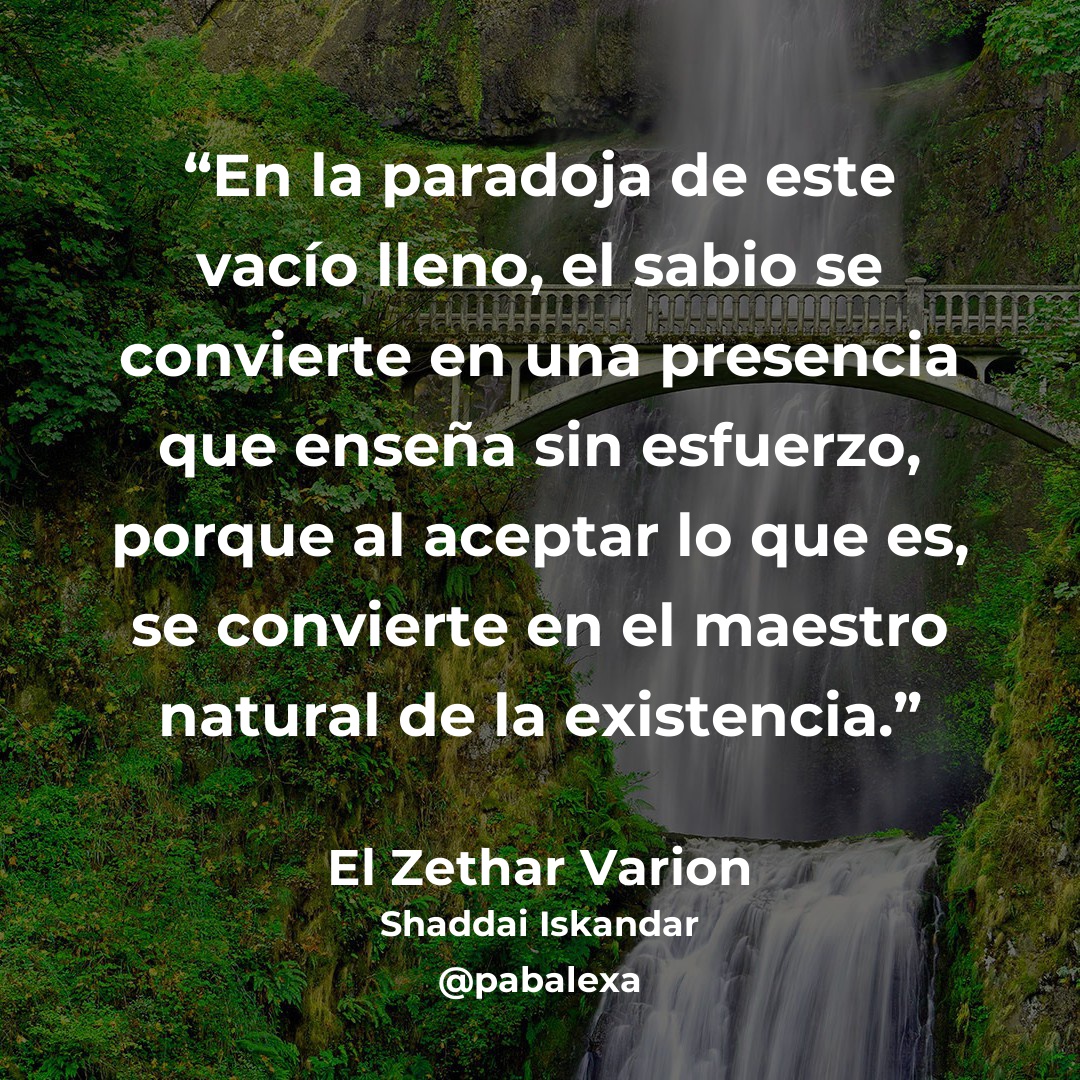 “En la paradoja de este
vacío lleno, el sabio se
convierte en una presencia
que enseña sin esfuerzo,
porque al aceptar lo que es,
se convierte en el maestro
natural de la existencia.”
El Zethar Varion
Shaddai Iskandar
@pabalexa